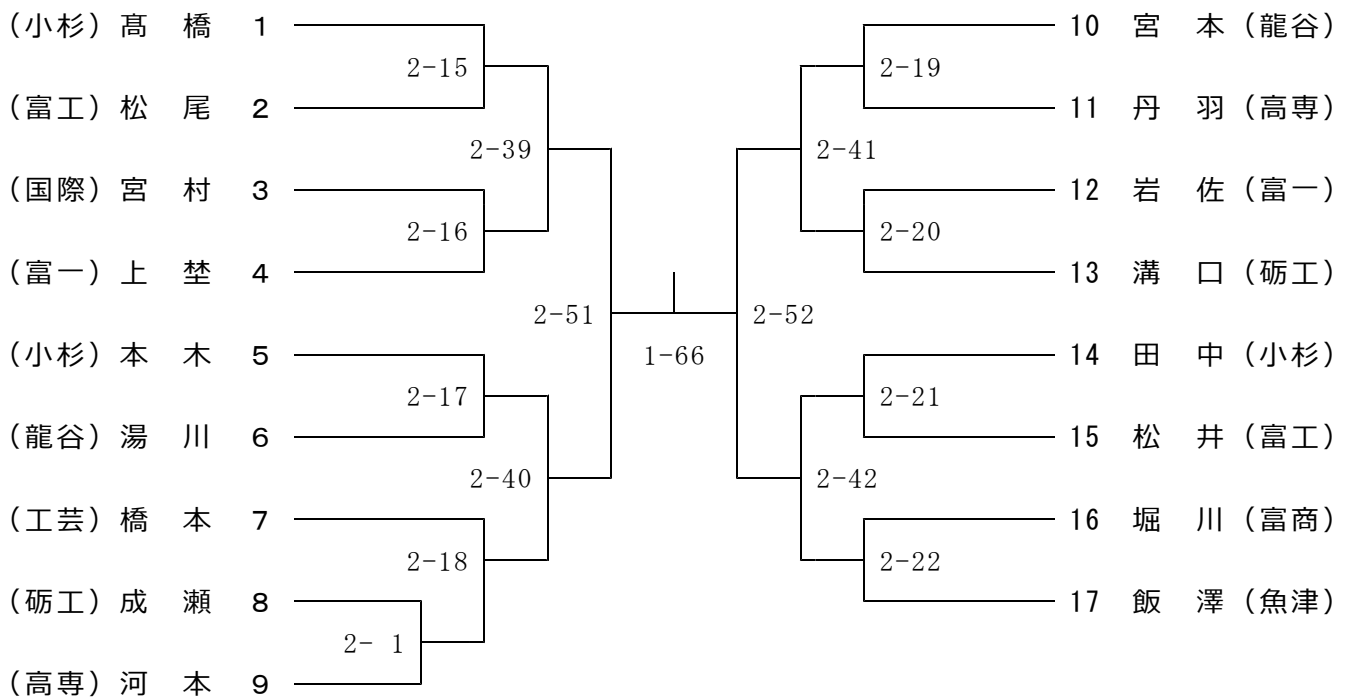 (小杉) 髙 橋 1 10 宮 本 (龍谷)
2-15 2-19
(富工) 松 尾 2 11 丹 羽 (高専)
2-39 2-41
(国際) 宮 村 3 12 岩 佐 (富一)
2-16 2-20
(富一) 上 埜 4 13 溝 口 (砺工)
2-51 2-52
(小杉) 本 木 5 1-66 14 田 中 (小杉)
2-17 2-21
(龍谷) 湯 川 6 15 松 井 (富工)
2-40 2-42
(工芸) 橋 本 7 16 堀 川 (富商)
2-18 2-22
(砺工) 成 瀬 8 17 飯 澤 (魚津)
2- 1
(高専) 河 本 9